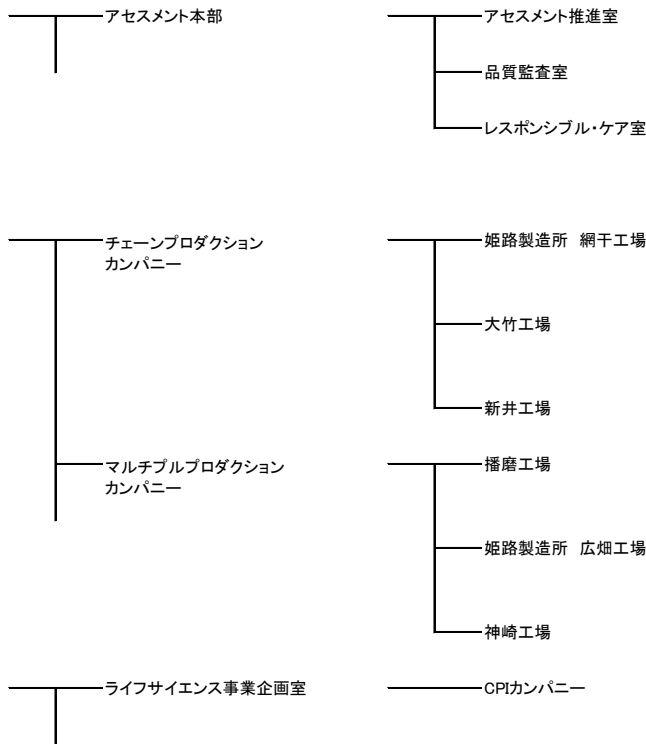 アセスメント本部
アセスメント推進室
品質監査室
レスポンシブル・ケア室
チェーンプロダクション
カンパニー
姫路製造所　網干工場
大竹工場
新井工場
マルチプルプロダクション
カンパニー
播磨工場
姫路製造所　広畑工場
神崎工場
ライフサイエンス事業企画室
CPIカンパニー